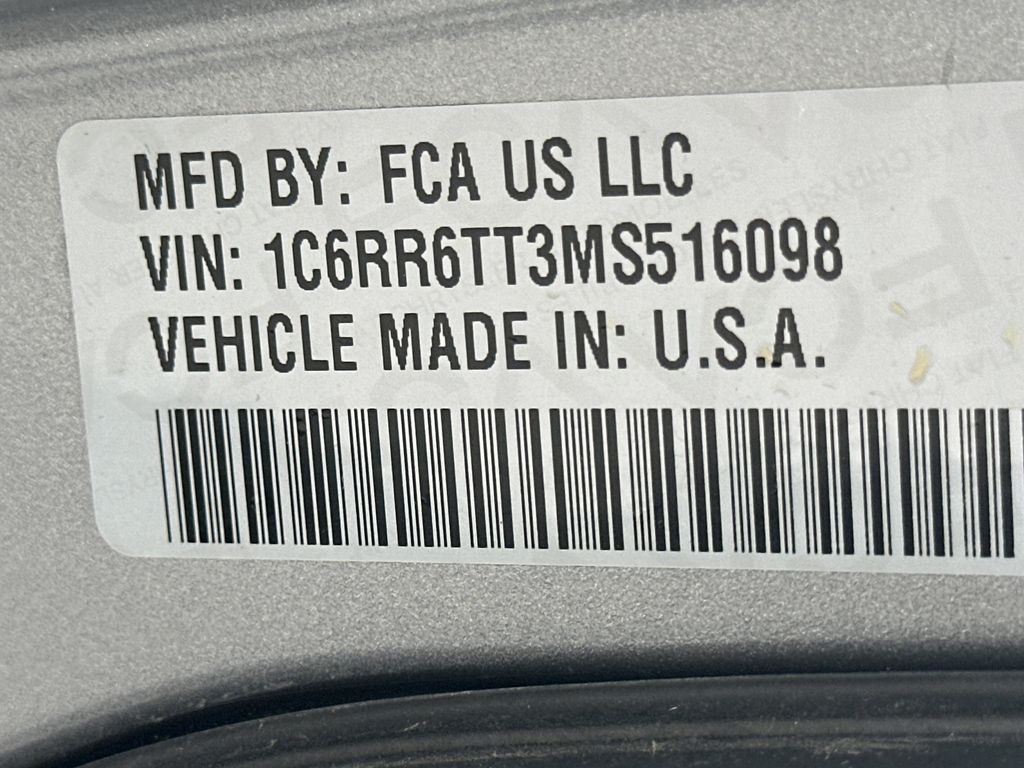 MFD BY: FCA US LLC
VIN: 1C6RR6TT3MS516098
VEHICLE MADE IN: U.S.A.